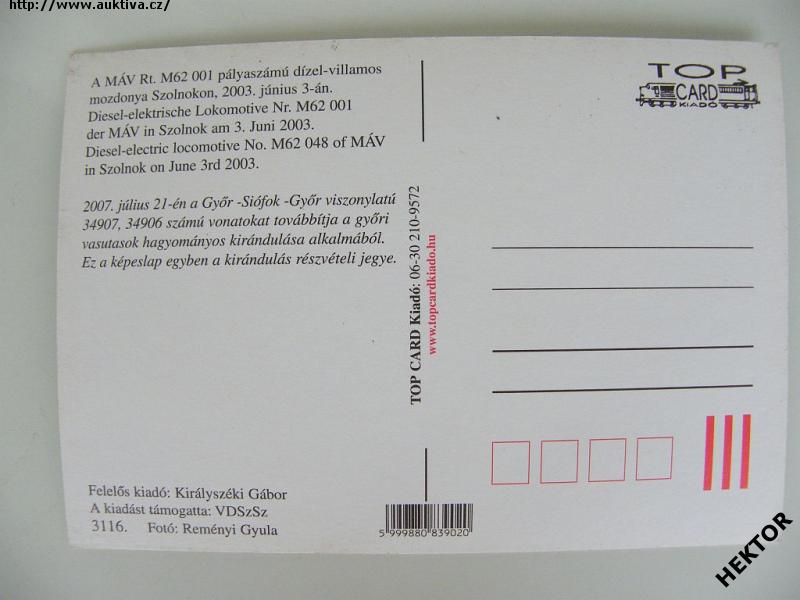 http://www.auktiva.cz/
A MÁV Rt. M62 001 pályaszámú dízel-villamos
mozdonya Szolnokon, 2003. június 3-án.
Diesel-elektrische Lokomotive Nr. M62 001
der MÁV in Szolnok am 3. Juni 2003.
Diesel-electric locomotive No. M62 048 of MÁV
in Szolnok on June 3rd 2003.
2007. július 21-én a Győr -Siófok -Győr viszonylatú
34907, 34906 számú vonatokat továbbítja a győri
vasutasok hagyományos kirándulása alkalmából.
Ez a képeslap egyben a kirándulás részvételi jegye.
Felelős kiadó: Királyszéki Gábor
A kiadást támogatta: VDSzSz
3116. Fotó: Reményi Gyula
TOP CARD Kiadó: 06-30 210-9572
www.topcardkiado.hu
5 999880 839020
TOP
CARD
KIADÓ
HEKTOR